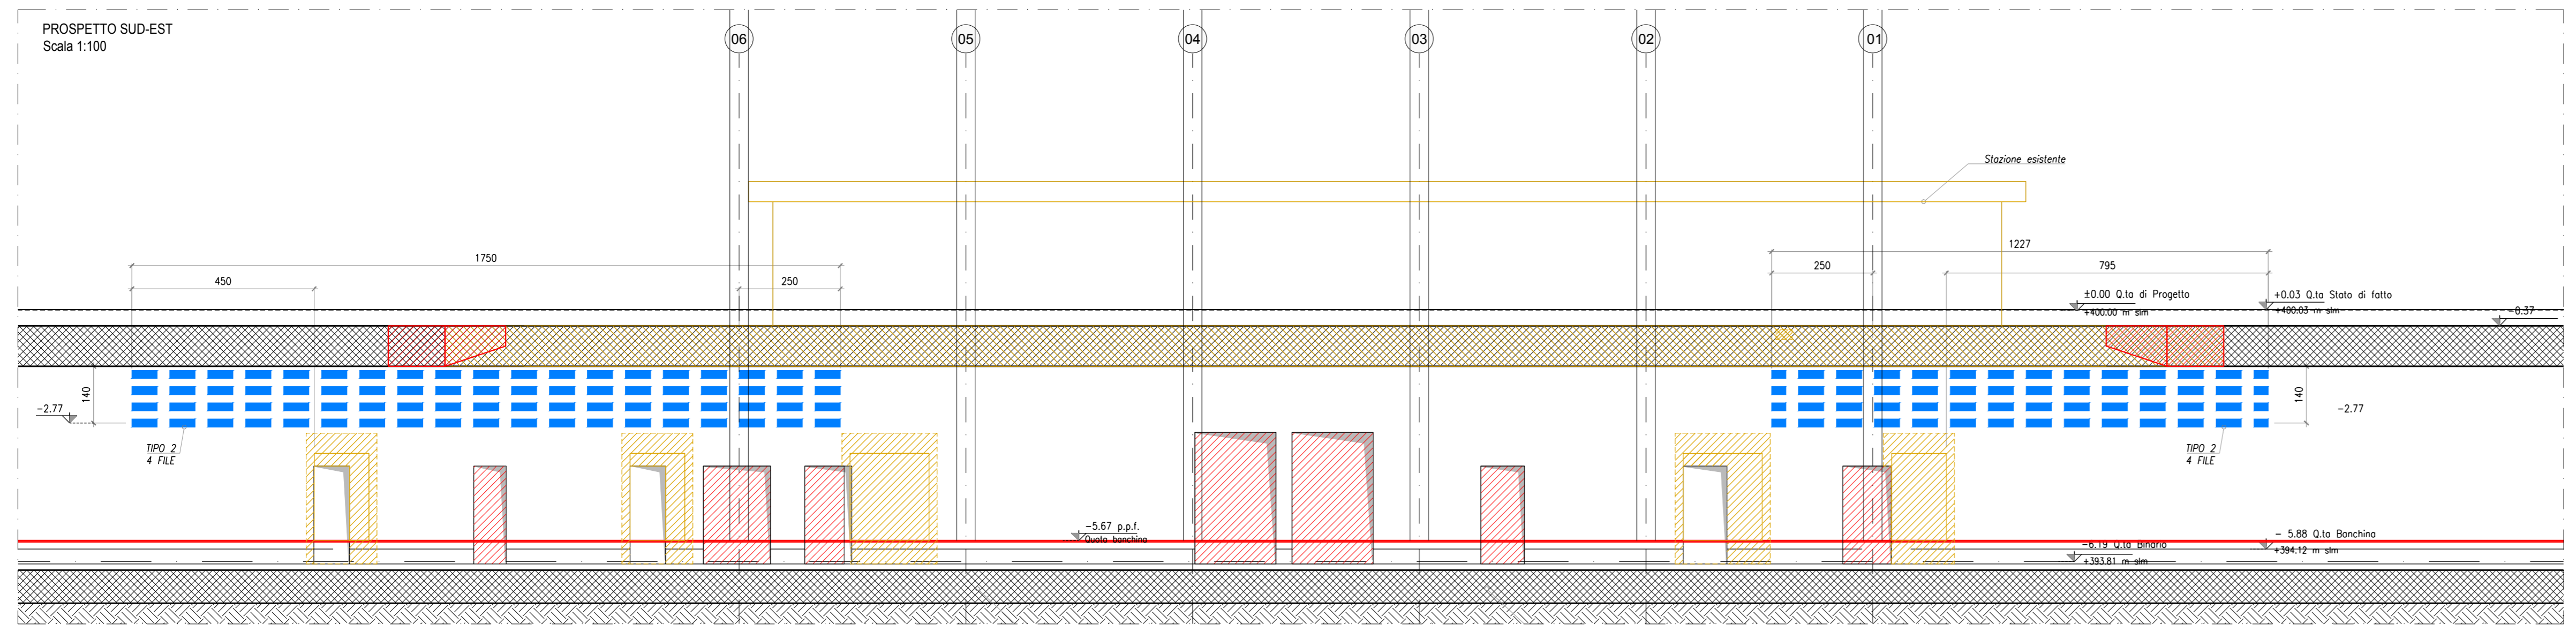 PROSPETTO SUD-EST
Scala 1:100
06
05
04
03
02
01
Stazione esistente
1750
1227
450
250
250
795
±0.00 Q.ta di Progetto
+400.00 m slm
+0.03 Q.ta Stato di fatto
+400.03 m slm
-0.37
140
-2.77
140
-2.77
TIPO 2
4 FILE
TIPO 2
4 FILE
-5.67 p.p.f.
Quota banchina
- 5.88 Q.ta Banchina
+394.12 m slm
-6.19 Q.ta Binario
+393.81 m slm